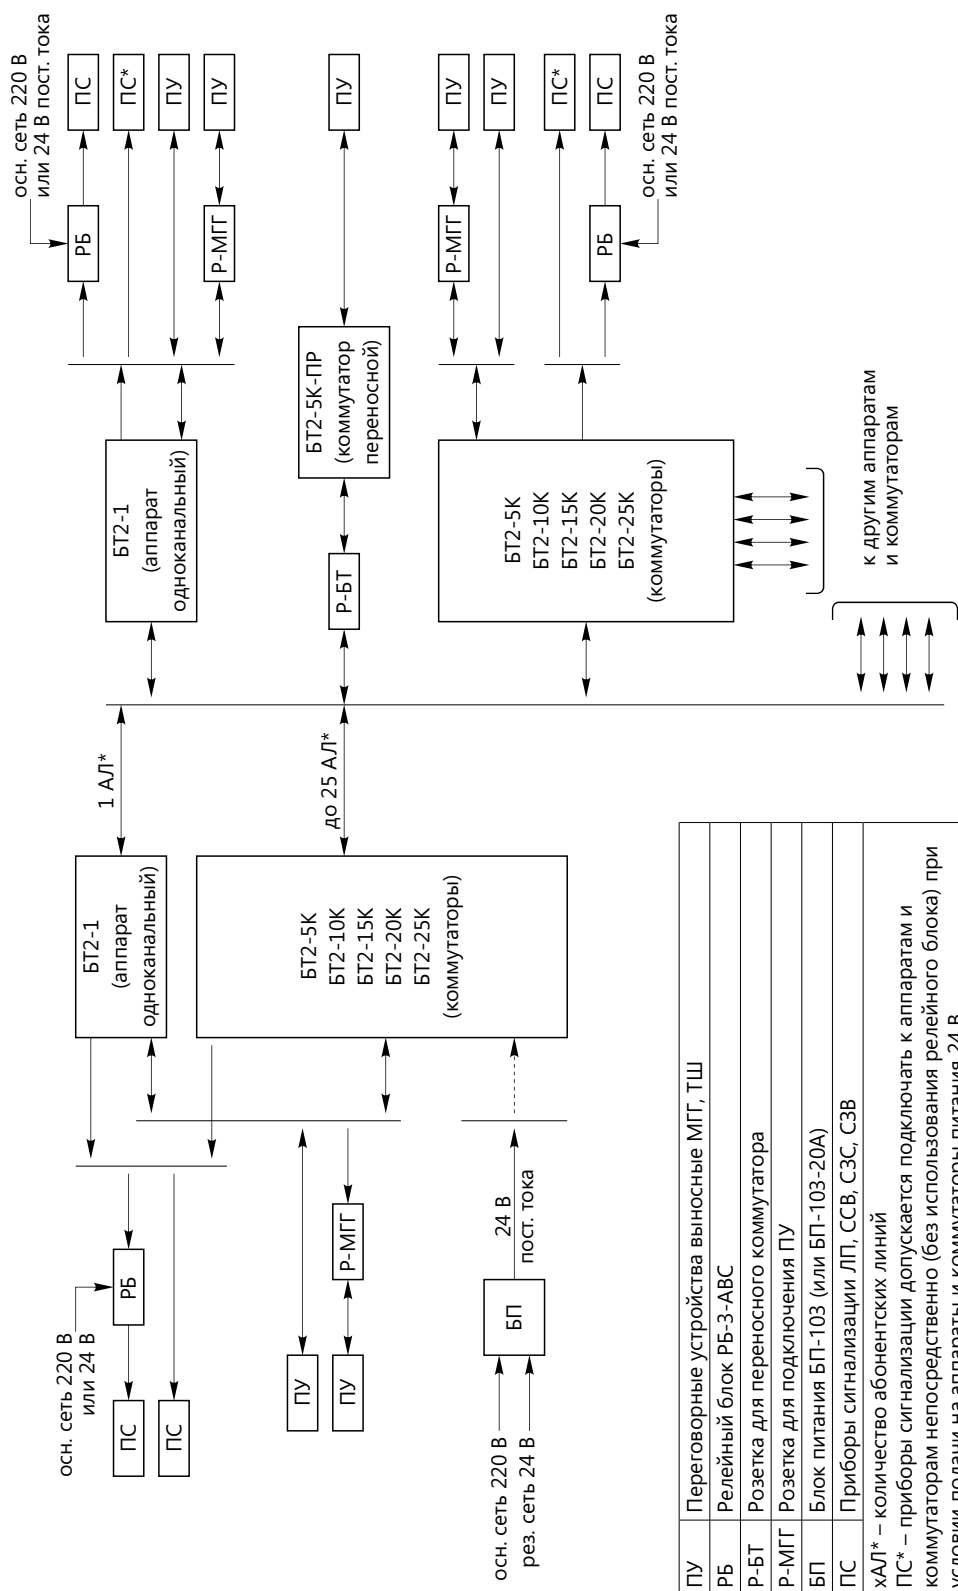 осн. сеть 220 В
или 24 В
ПС
РБ
ПС
ПУ
ПУ
Р-МГГ
осн. сеть 220 В
рез. сеть 24 В
БП
24 В
пост. тока
БТ2-1
(аппарат
одноканальный)
БТ2-5К
БТ2-10К
БТ2-15К
БТ2-20К
БТ2-25К
(коммутаторы)
1 АЛ*
до 25 АЛ*
БТ2-1
(аппарат
одноканальный)
Р-БТ
БТ2-5К-ПР
(коммутатор
переносной)
БТ2-5К
БТ2-10К
БТ2-15К
БТ2-20К
БТ2-25К
(коммутаторы)
осн. сеть 220 В
или 24 В пост. тока
РБ
ПС
ПС*
ПУ
Р-МГГ
ПУ
ПУ
Р-МГГ
ПУ
ПУ
ПС*
РБ
ПС
осн. сеть 220 В
или 24 В пост. тока
к другим аппаратам
и коммутаторам
ПУ Переговорные устройства выносные МГГ, ТШ
РБ Релейный блок РБ-3-АВС
Р-БТ Розетка для переносного коммутатора
Р-МГГ Розетка для подключения ПУ
БП Блок питания БП-103 (или БП-103-20А)
ПС Приборы сигнализации ЛП, ССВ, СЗС, СЗВ
хАЛ* – количество абонентских линий
ПС* – приборы сигнализации допускается подключать к аппаратам и
коммутаторам непосредственно (без использования релейного блока) при
условии подачи на аппараты и коммутаторы питания 24 В